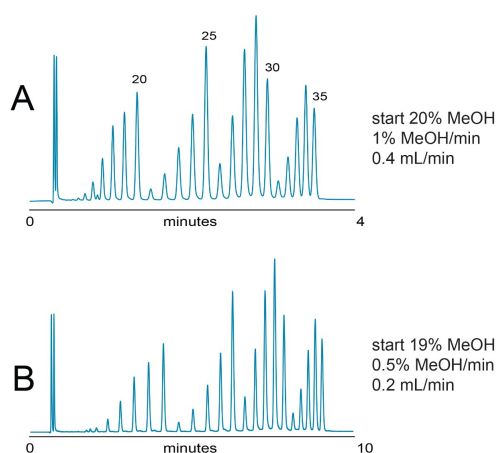 A
20
25
30
35
start 20% MeOH
1% MeOH/min
0.4 mL/min
0
minutes
4
B
start 19% MeOH
0.5% MeOH/min
0.2 mL/min
0
minutes
10